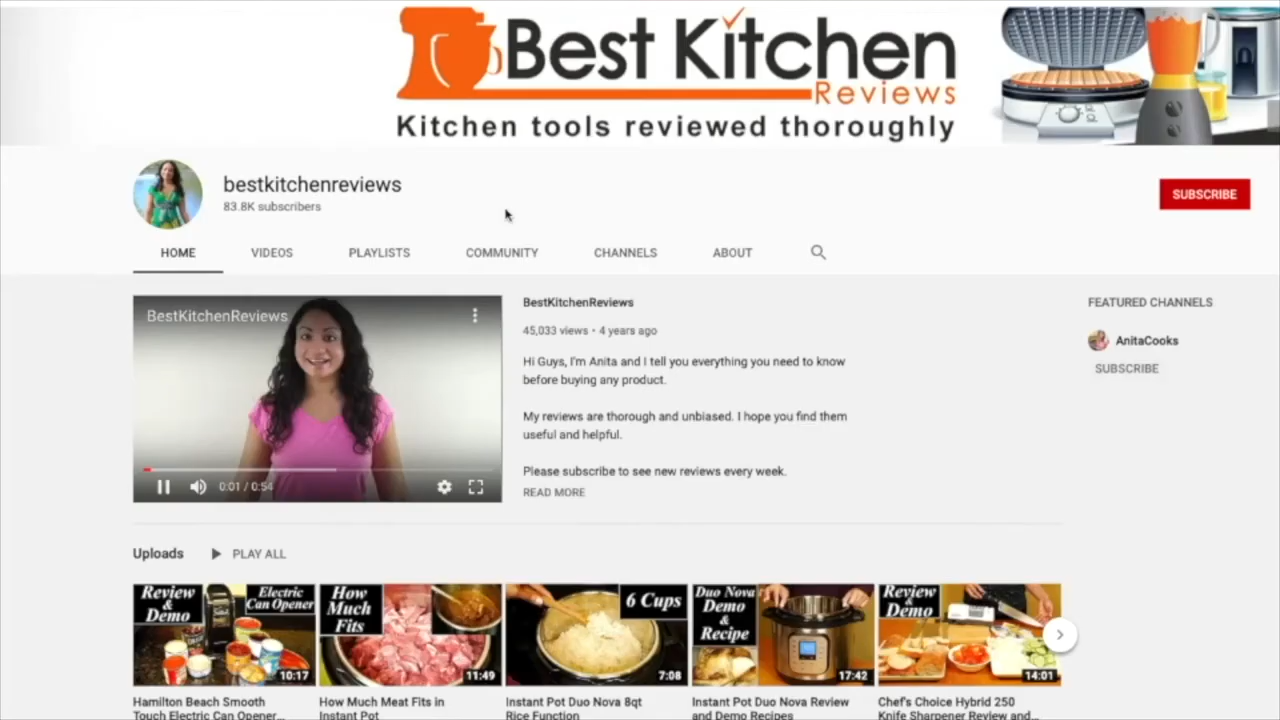 Best Kitchen
Reviews
Kitchen tools reviewed thoroughly
bestkitchenreviews
83.8K subscribers
SUBSCRIBE
HOME VIDEOS PLAYLISTS COMMUNITY CHANNELS ABOUT
BestKitchenReviews
0:01 / 0:54
BestKitchenReviews
45,033 views • 4 years ago
Hi Guys, I'm Anita and I tell you everything you need to know
before buying any product.
My reviews are thorough and unbiased. I hope you find them
useful and helpful.
Please subscribe to see new reviews every week.
READ MORE
FEATURED CHANNELS
AnitaCooks
SUBSCRIBE
Uploads PLAY ALL
Review
&
Demo
Electric
Can Opener
10:17
How
Much
Fits
11:49
6 Cups
7:08
Duo Nova
Demo
&
Recipe
17:42
Review
&
Demo
14:01
Hamilton Beach Smooth
Touch Electric Can Opener...
How Much Meat Fits in
Instant Pot
Instant Pot Duo Nova 8qt
Rice Function
Instant Pot Duo Nova Review
and Demo Recipes
Chef's Choice Hybrid 250
Knife Sharpener Review and...